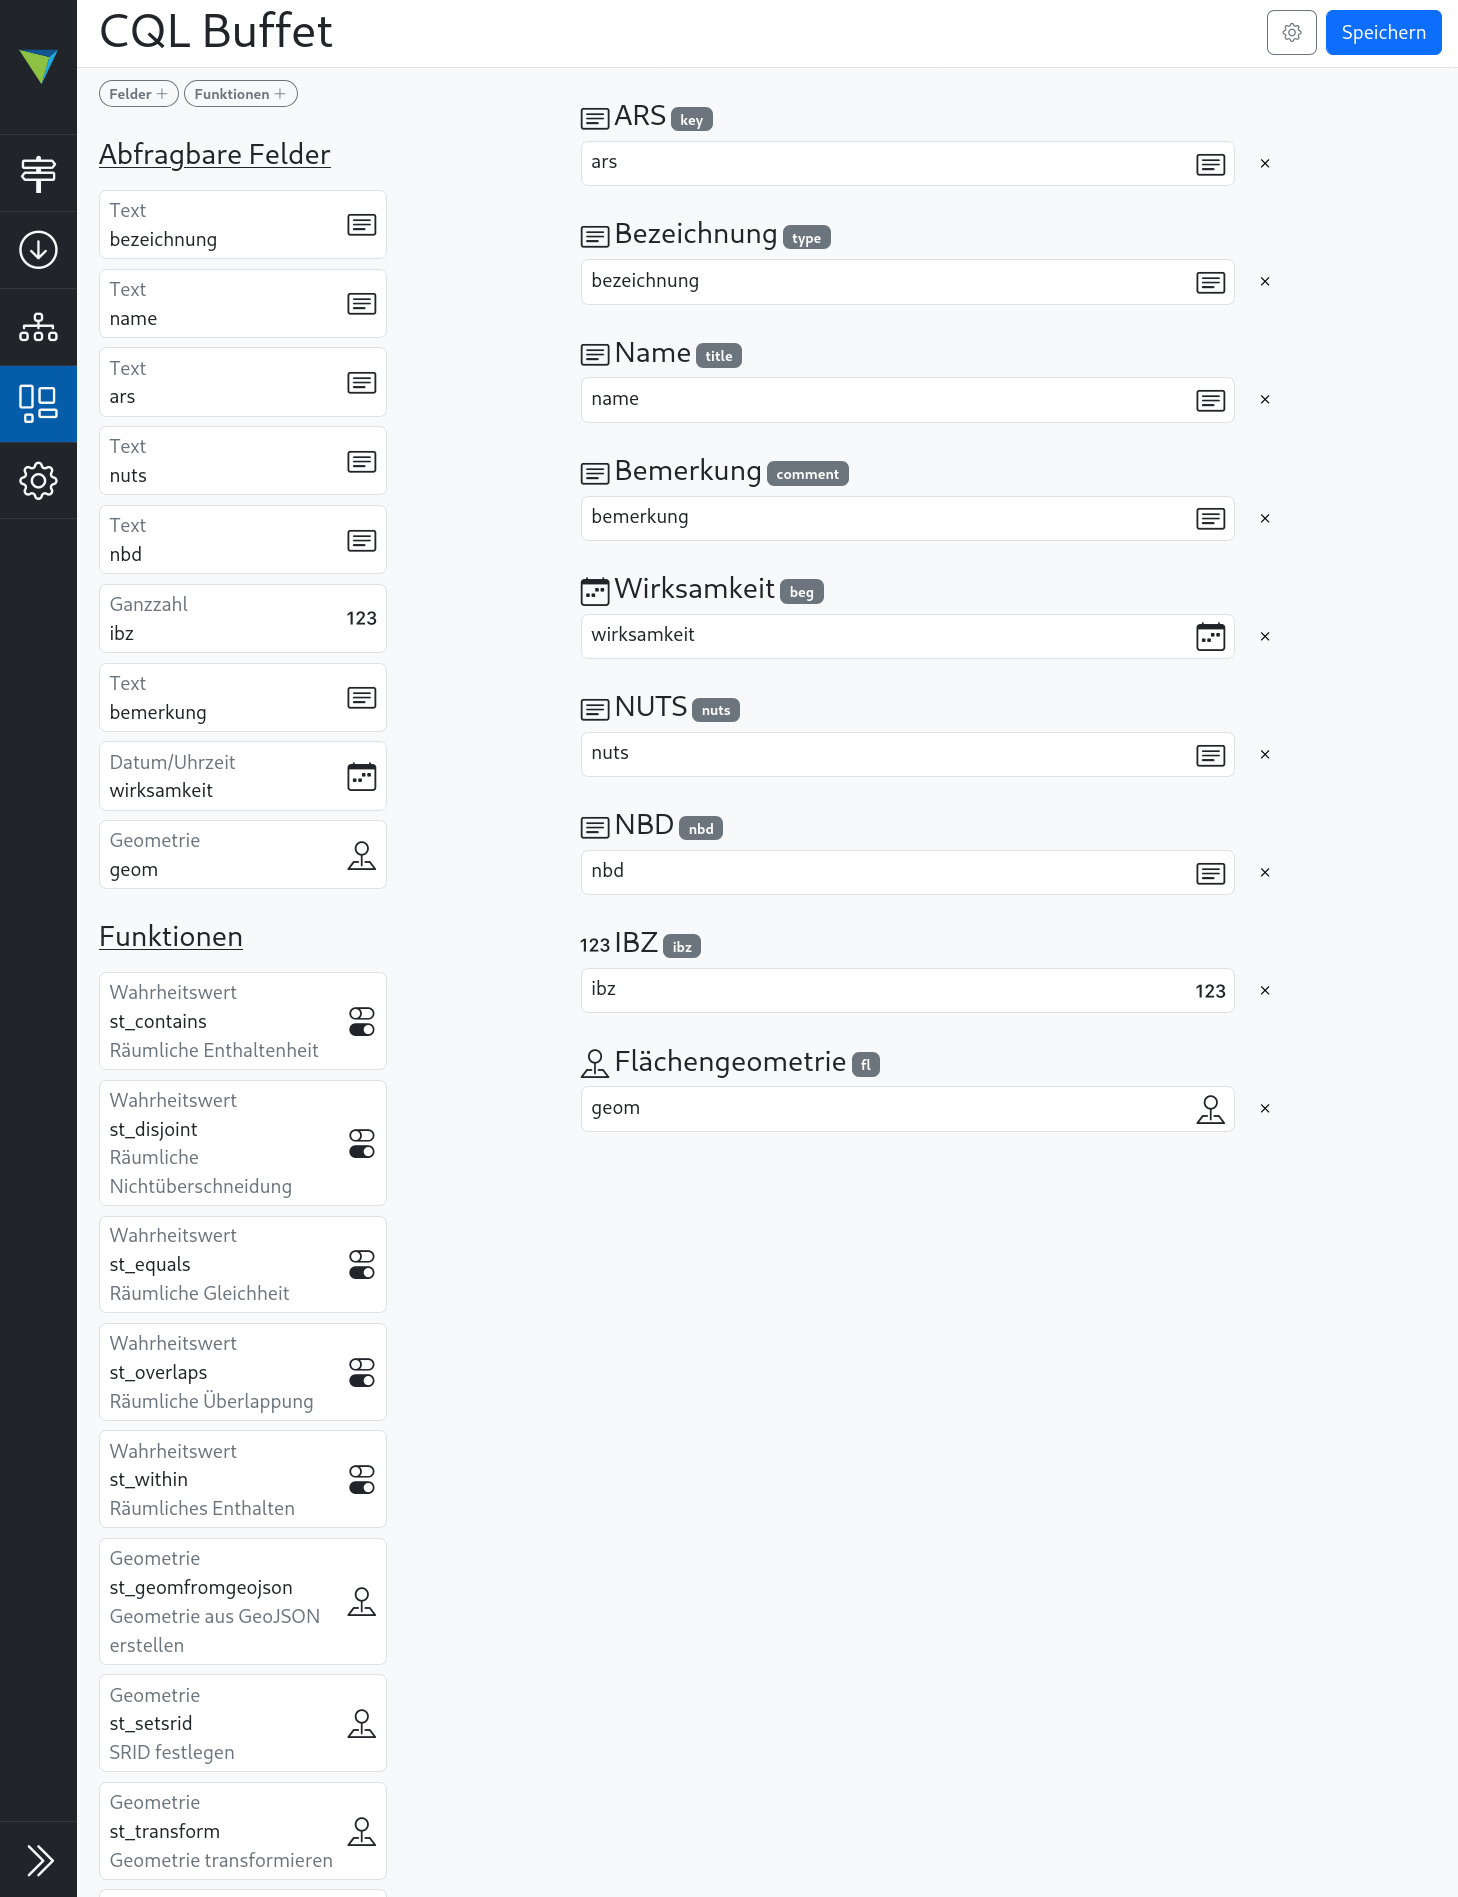 CQL Buffet
Speichern
Felder +
Funktionen +
Abfragbare Felder
Text
bezeichnung
Text
name
Text
ars
Text
nuts
Text
nbd
Ganzzahl
ibz
123
Text
bemerkung
Datum/Uhrzeit
wirksamkeit
Geometrie
geom
Funktionen
Wahrheitswert
st_contains
Räumliche Enthaltenheit
Wahrheitswert
st_disjoint
Räumliche
Nichtüberschneidung
Wahrheitswert
st_equals
Räumliche Gleichheit
Wahrheitswert
st_overlaps
Räumliche Überlappung
Wahrheitswert
st_within
Räumliches Enthalten
Geometrie
st_geomfromgeojson
Geometrie aus GeoJSON
erstellen
Geometrie
st_setsrid
SRID festlegen
Geometrie
st_transform
Geometrie transformieren
ARS key
ars
Bezeichnung type
bezeichnung
Name title
name
Bemerkung comment
bemerkung
Wirksamkeit beg
wirksamkeit
NUTS nuts
nuts
NBD nbd
nbd
123 IBZ ibz
ibz 123
Flächengeometrie fl
geom